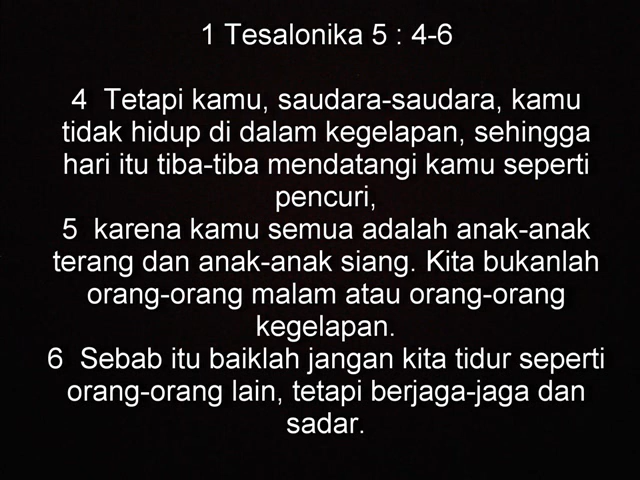 1 Tesalonika 5 : 4-6
4 Tetapi kamu, saudara-saudara, kamu
tidak hidup di dalam kegelapan, sehingga
hari itu tiba-tiba mendatangi kamu seperti
pencuri,
5 karena kamu semua adalah anak-anak
terang dan anak-anak siang. Kita bukanlah
orang-orang malam atau orang-orang
kegelapan.
6 Sebab itu baiklah jangan kita tidur seperti
orang-orang lain, tetapi berjaga-jaga dan
sadar.